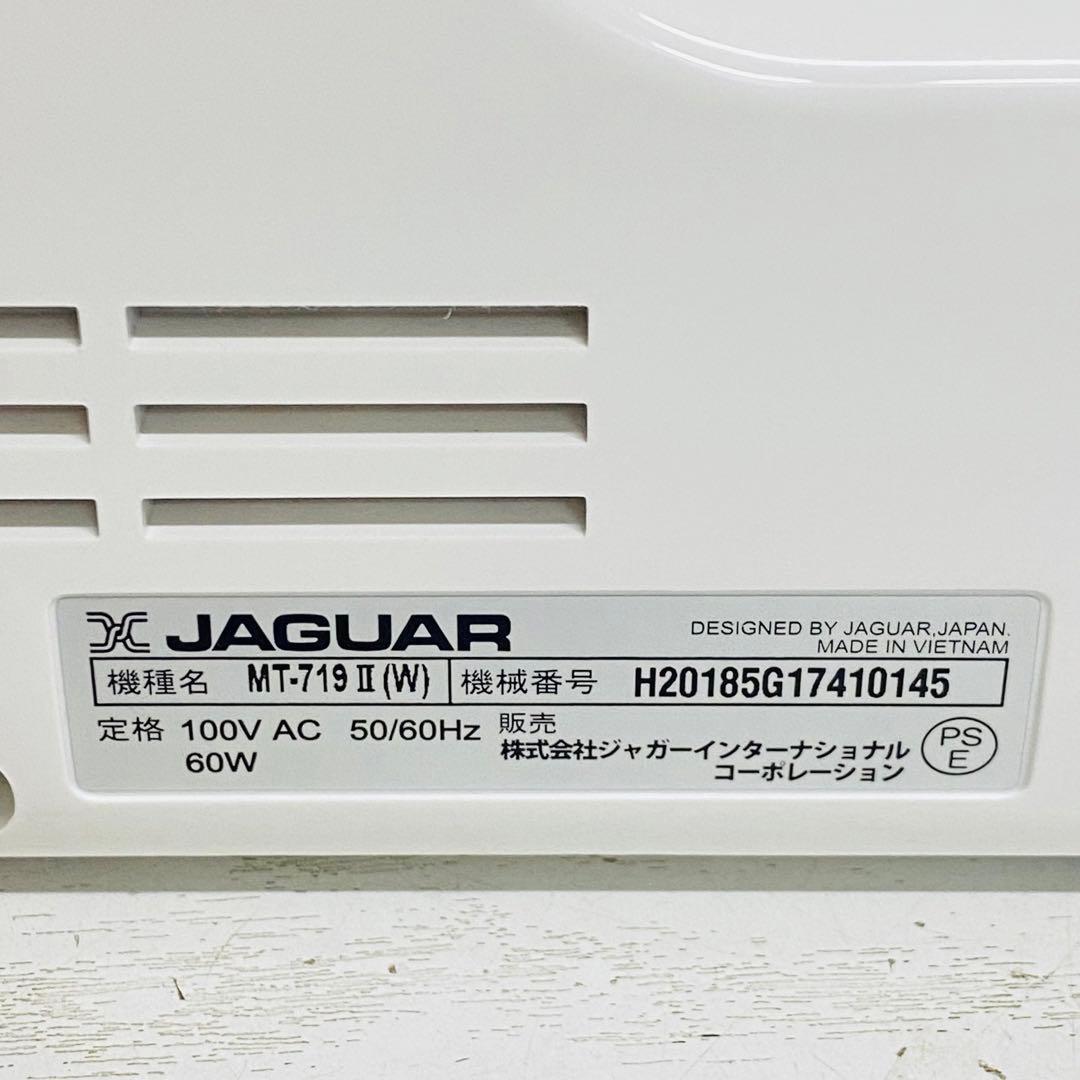 JAGUAR
DESIGNED BY JAGUAR,JAPAN.
MADE IN VIETNAM
機種名 MT-719Ⅱ(W) 機械番号 H20185G17410145
定格 100V AC 50/60Hz
60W
販売
株式会社ジャガーインターナショナル
コーポレーション
PS
E